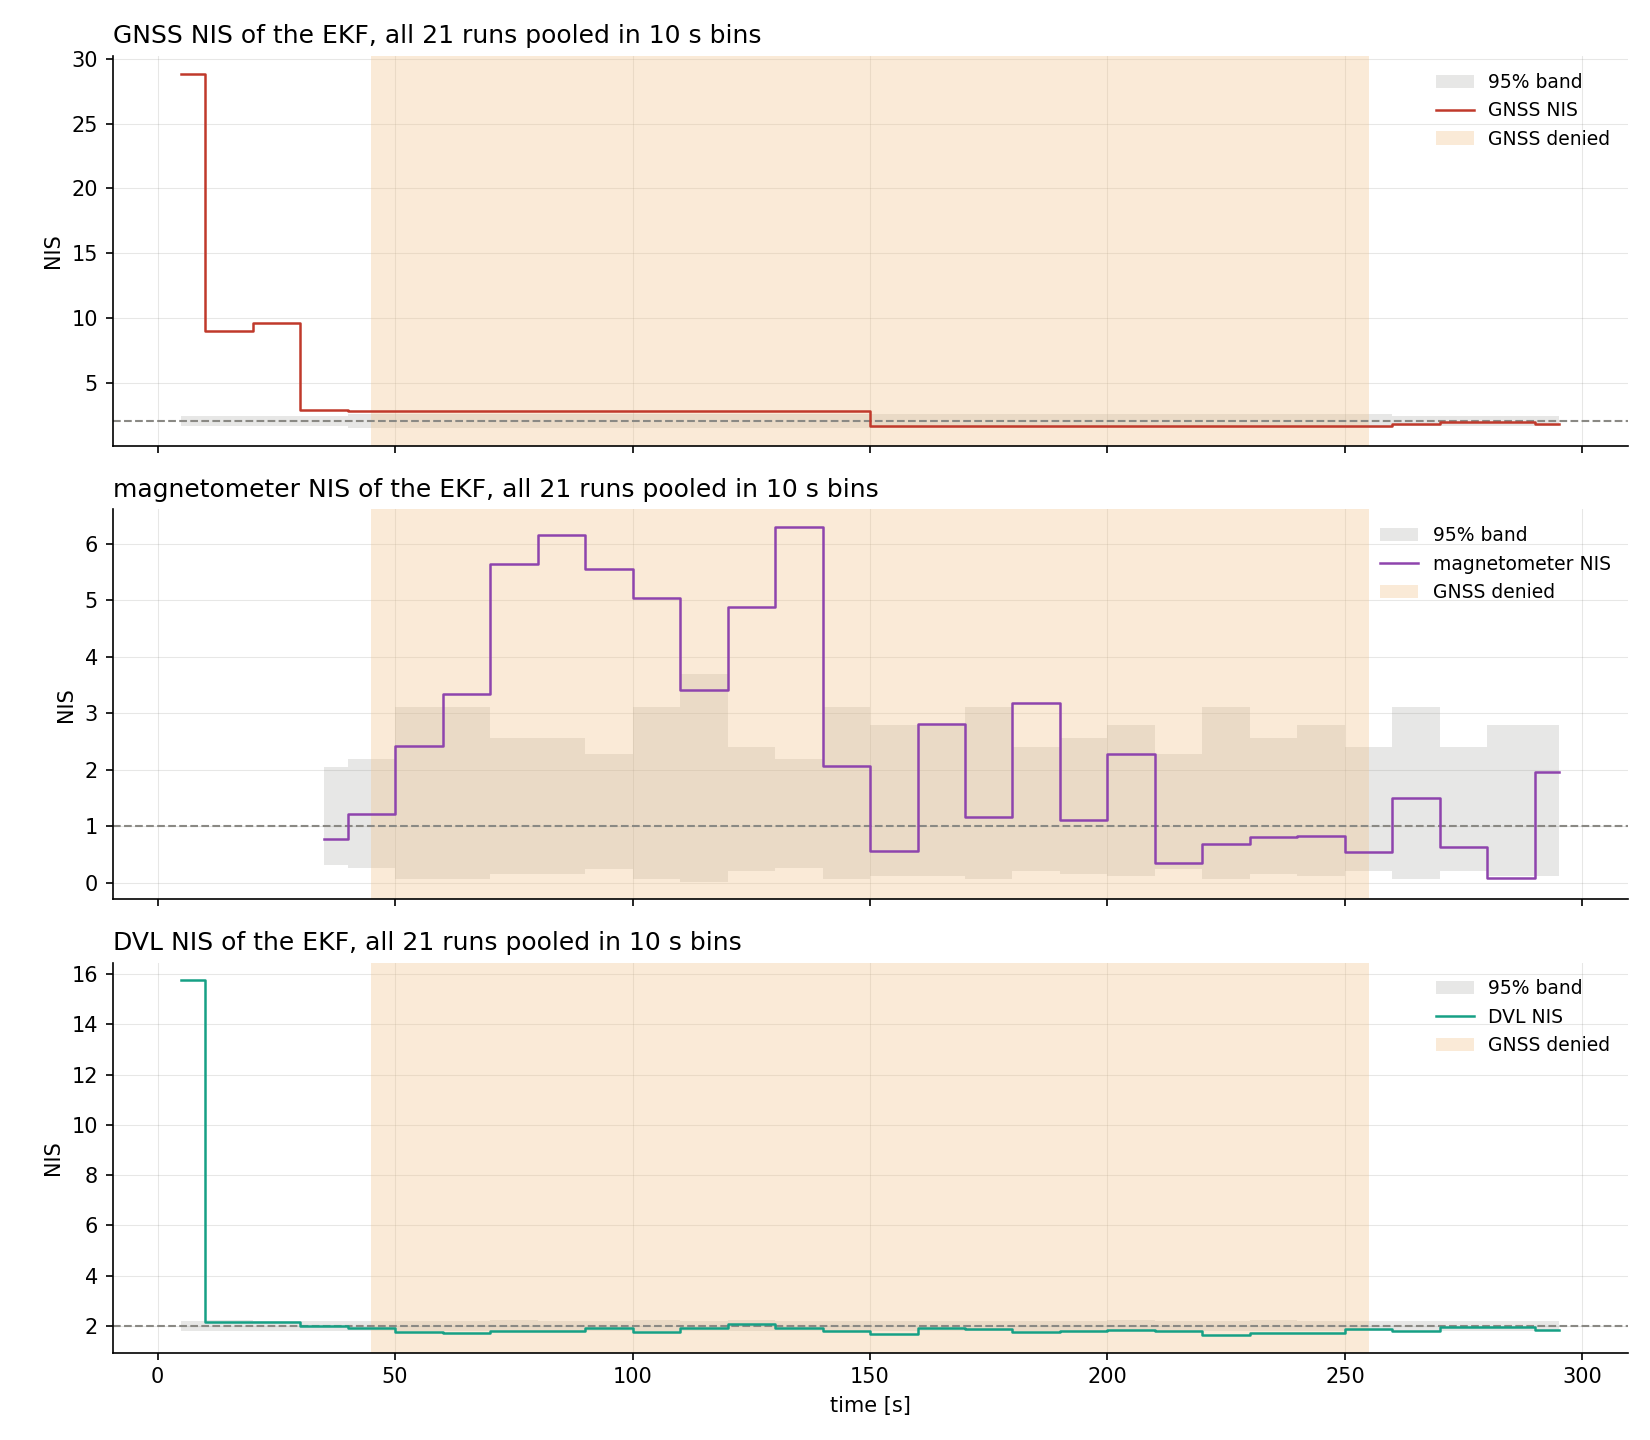 GNSS NIS of the EKF, all 21 runs pooled in 10 s bins
30
25
20
15
10
5
NIS
95% band
GNSS NIS
GNSS denied
magnetometer NIS of the EKF, all 21 runs pooled in 10 s bins
6
5
4
3
2
1
0
NIS
95% band
magnetometer NIS
GNSS denied
DVL NIS of the EKF, all 21 runs pooled in 10 s bins
16
14
12
10
8
6
4
2
NIS
95% band
DVL NIS
GNSS denied
0 50 100 150 200 250 300
time [s]